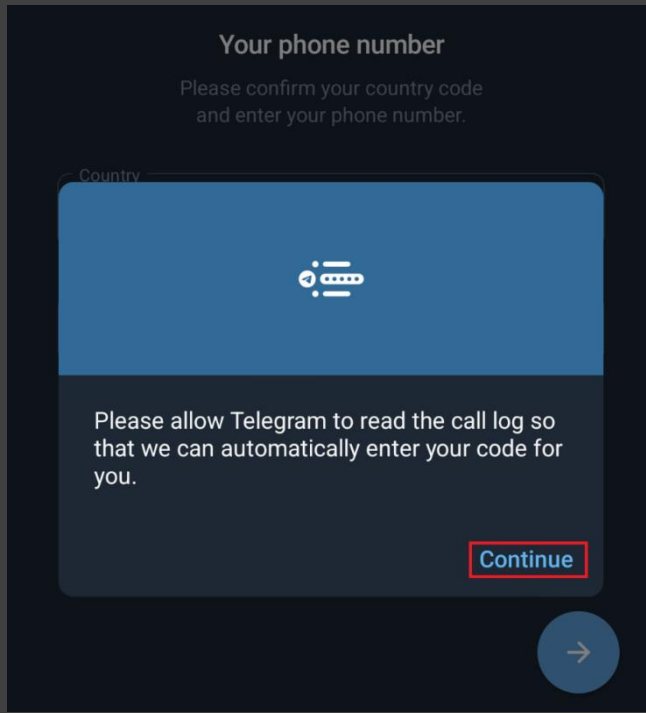 Your phone number
Please confirm your country code
and enter your phone number.
Country
Please allow Telegram to read the call log so
that we can automatically enter your code for
you.
Continue